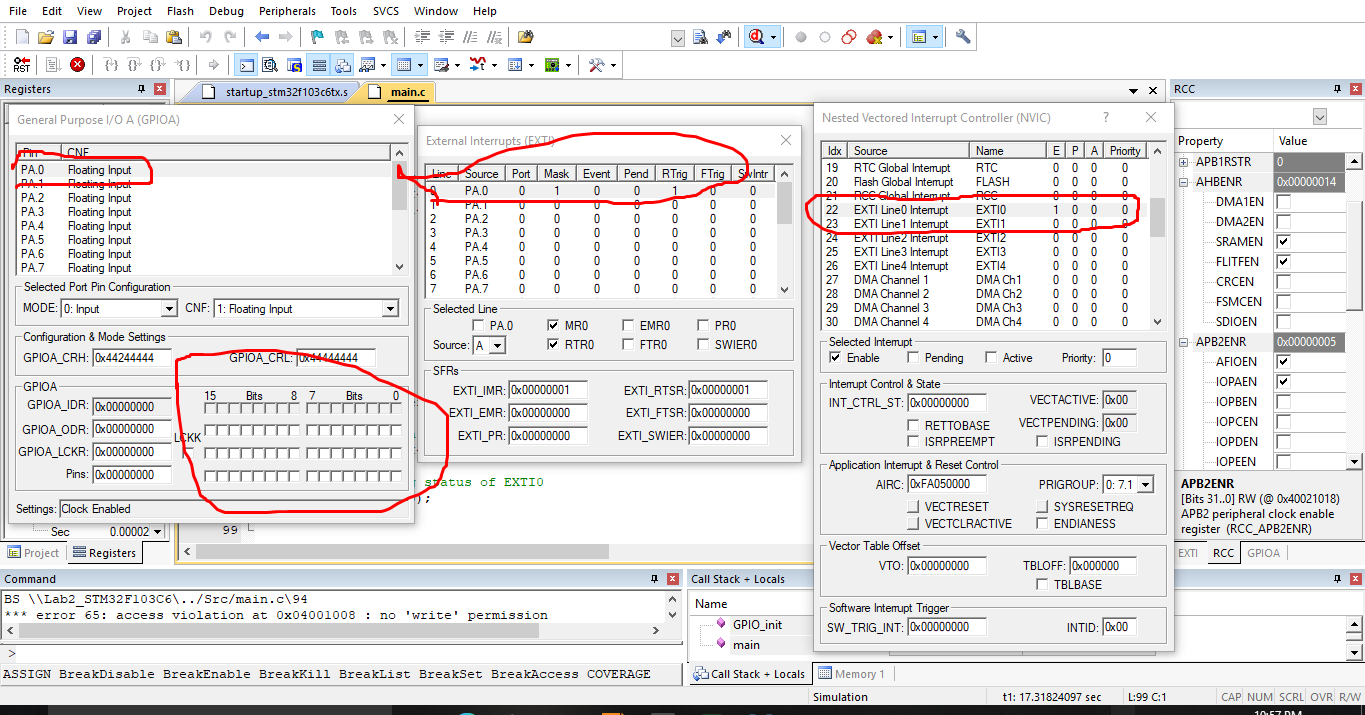 File Edit View Project Flash Debug Peripherals Tools SVCS Window Help
Registers
startup_stm32f103c6tx.s main.c
RCC
General Purpose I/O A (GPIOA)
Pin CNF
PA.0 Floating Input
PA.1 Floating Input
PA.2 Floating Input
PA.3 Floating Input
PA.4 Floating Input
PA.5 Floating Input
PA.6 Floating Input
PA.7 Floating Input
Selected Port Pin Configuration
MODE: 0: Input CNF: 1: Floating Input
Configuration & Mode Settings
GPIOA_CRH: 0x44244444 GPIOA_CRL: 0x44444444
GPIOA
15 Bits 8 7 Bits 0
GPIOA_IDR: 0x00000000
GPIOA_ODR: 0x00000000
LCKK
GPIOA_LCKR: 0x00000000
Pins: 0x00000000
Settings: Clock Enabled
Sec 0.00002
Project Registers
External Interrupts (EXTI)
Line Source Port Mask Event Pend RTrig FTrig SwIntr
0 PA.0 0 1 0 0 1 0 0
1 PA.1 0 0 0 0 0 0 0
2 PA.2 0 0 0 0 0 0 0
3 PA.3 0 0 0 0 0 0 0
4 PA.4 0 0 0 0 0 0 0
5 PA.5 0 0 0 0 0 0 0
6 PA.6 0 0 0 0 0 0 0
7 PA.7 0 0 0 0 0 0 0
Selected Line
PA.0 MR0 EMR0 PR0
Source: A RTR0 FTR0 SWIER0
SFRs
EXTI_IMR: 0x00000001 EXTI_RTSR: 0x00000001
EXTI_EMR: 0x00000000 EXTI_FTSR: 0x00000000
EXTI_PR: 0x00000000 EXTI_SWIER: 0x00000000
status of EXTI0
);
99
Nested Vectored Interrupt Controller (NVIC) ?
Idx Source Name E P A Priority
19 RTC Global Interrupt RTC 0 0 0 0
20 Flash Global Interrupt FLASH 0 0 0 0
21 RCC Global Interrupt RCC 0 0 0 0
22 EXTI Line0 Interrupt EXTI0 1 0 0 0
23 EXTI Line1 Interrupt EXTI1 0 0 0 0
24 EXTI Line2 Interrupt EXTI2 0 0 0 0
25 EXTI Line3 Interrupt EXTI3 0 0 0 0
26 EXTI Line4 Interrupt EXTI4 0 0 0 0
27 DMA Channel 1 DMA Ch1 0 0 0 0
28 DMA Channel 2 DMA Ch2 0 0 0 0
29 DMA Channel 3 DMA Ch3 0 0 0 0
30 DMA Channel 4 DMA Ch4 0 0 0 0
Selected Interrupt
Enable Pending Active Priority: 0
Interrupt Control & State
INT_CTRL_ST: 0x00000000 VECTACTIVE: 0x00
RETTOBASE VECTPENDING: 0x00
ISRPREEMPT ISRPENDING
Application Interrupt & Reset Control
AIRC: 0xFA050000 PRIGROUP: 0: 7.1
VECTRESET SYSRESETREQ
VECTCLRACTIVE ENDIANESS
Vector Table Offset
VTO: 0x00000000 TBLOFF: 0x000000
TBLBASE
Software Interrupt Trigger
SW_TRIG_INT: 0x00000000 INTID: 0x00
Property Value
APB1RSTR 0
AHBENR 0x00000014
DMA1EN
DMA2EN
SRAMEN
FLITFEN
CRCEN
FSMCEN
SDIOEN
APB2ENR 0x00000005
AFIOEN
IOPAEN
IOPBEN
IOPCEN
IOPDEN
IOPEEN
APB2ENR
[Bits 31..0] RW (@ 0x40021018)
APB2 peripheral clock enable
register (RCC_APB2ENR)
EXTI RCC GPIOA
Command
BS \\Lab2_STM32F103C6\../Src/main.c\94
*** error 65: access violation at 0x04001008 : no 'write' permission
>
ASSIGN BreakDisable BreakEnable BreakKill BreakList BreakSet BreakAccess COVERAGE
Call Stack + Locals
Name
GPIO_init
main
Call Stack + Locals Memory 1
Simulation t1: 17.31824097 sec L:99 C:1 CAP NUM SCRL OVR R/W